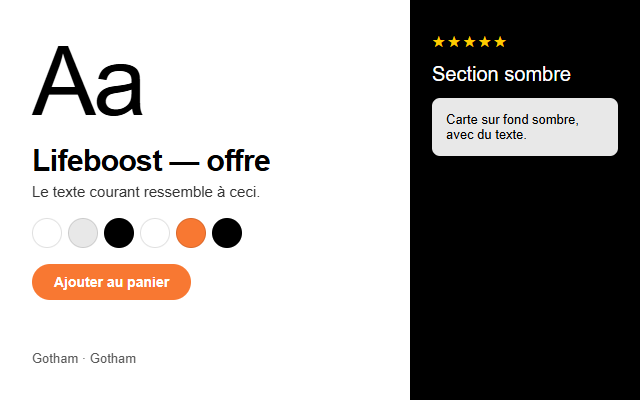 Aa
Lifeboost — offre
Le texte courant ressemble à ceci.
Ajouter au panier
Gotham · Gotham
★★★★★
Section sombre
Carte sur fond sombre,
avec du texte.